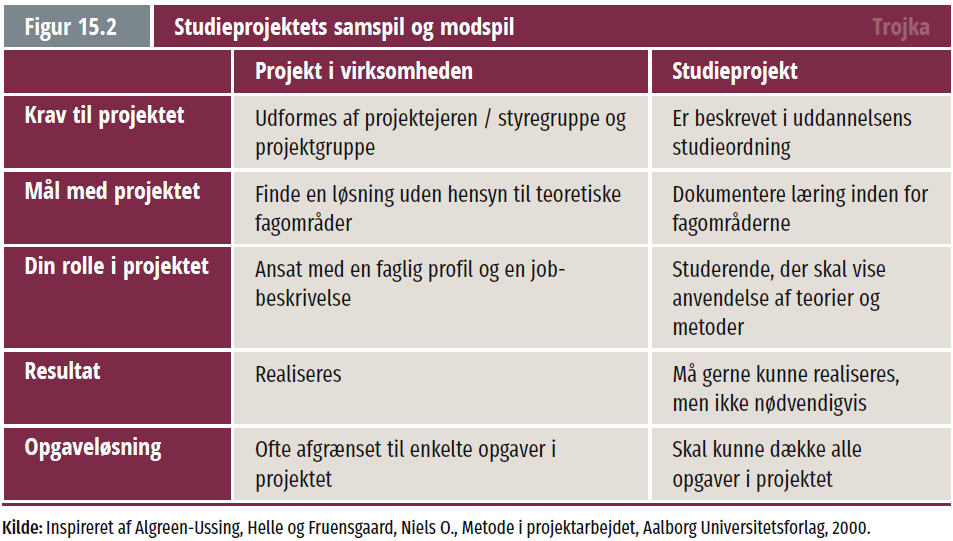 Figur 15.2 Studieprojektets samspil og modspil Trojka
Projekt i virksomheden Studieprojekt
Krav til projektet Udformes af projektejeren / styregruppe og Er beskrevet i uddannelsens
projektgruppe studieordning
Mål med projektet Finde en løsning uden hensyn til teoretiske Dokumentere læring inden for
fagområder fagområderne
Din rolle i projektet Ansat med en faglig profil og en job- Studerende, der skal vise
beskrivelse anvendelse af teorier og
metoder
Resultat Realiseres Må gerne kunne realiseres,
men ikke nødvendigvis
Opgaveløsning Ofte afgrænset til enkelte opgaver i Skal kunne dække alle
projektet opgaver i projektet
Kilde: Inspireret af Algreen-Ussing, Helle og Fruensgaard, Niels O., Metode i projektarbejdet, Aalborg Universitetsforlag, 2000.